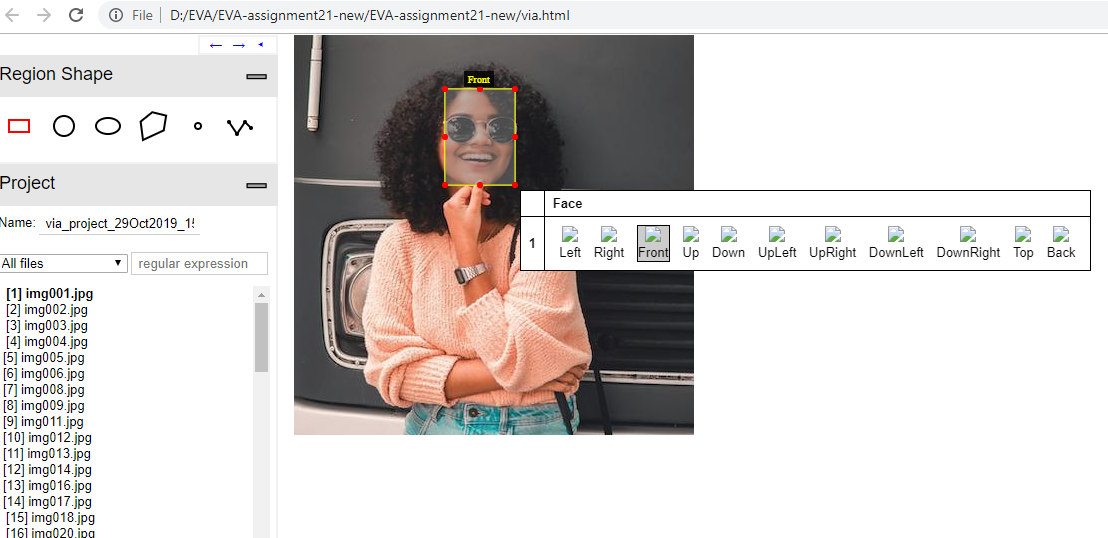 File D:/EVA/EVA-assignment21-new/EVA-assignment21-new/via.html
← →
Region Shape
Project
Name: via_project_29Oct2019_15
All files regular expression
[1] img001.jpg
[2] img002.jpg
[3] img003.jpg
[4] img004.jpg
[5] img005.jpg
[6] img006.jpg
[7] img008.jpg
[8] img009.jpg
[9] img011.jpg
[10] img012.jpg
[11] img013.jpg
[12] img014.jpg
[13] img016.jpg
[14] img017.jpg
[15] img018.jpg
[16] img020.jpg
Front
Face
1 Left Right Front Up Down UpLeft UpRight DownLeft DownRight Top Back